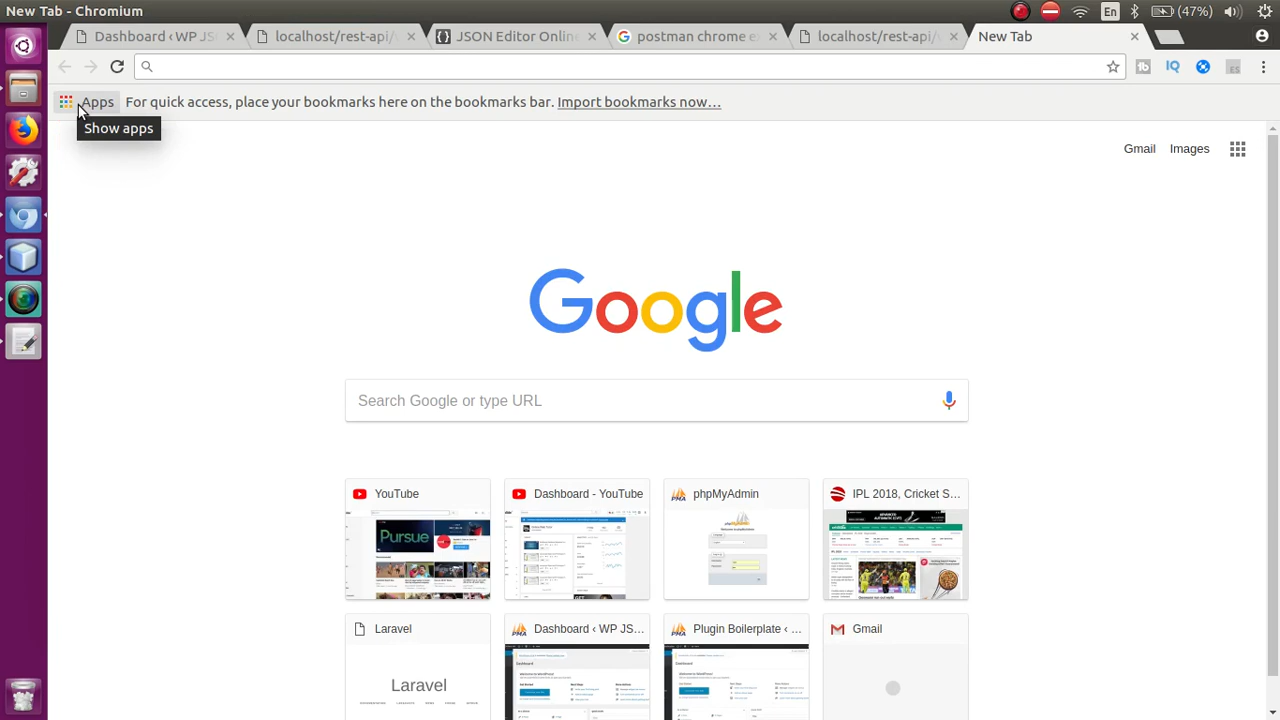 New Tab - Chromium
En
(47%)
Dashboard ‹ WP JS
localhost/rest-api/
JSON Editor Online
postman chrome e
localhost/rest-api/
New Tab
Apps
For quick access, place your bookmarks here on the bookmarks bar. Import bookmarks now…
Show apps
Gmail
Images
Google
Search Google or type URL
YouTube
Dashboard - YouTube
phpMyAdmin
IPL 2018, Cricket S...
Pursue
Laravel
Dashboard ‹ WP JS...
Plugin Boilerplate ‹ ...
Gmail
Laravel